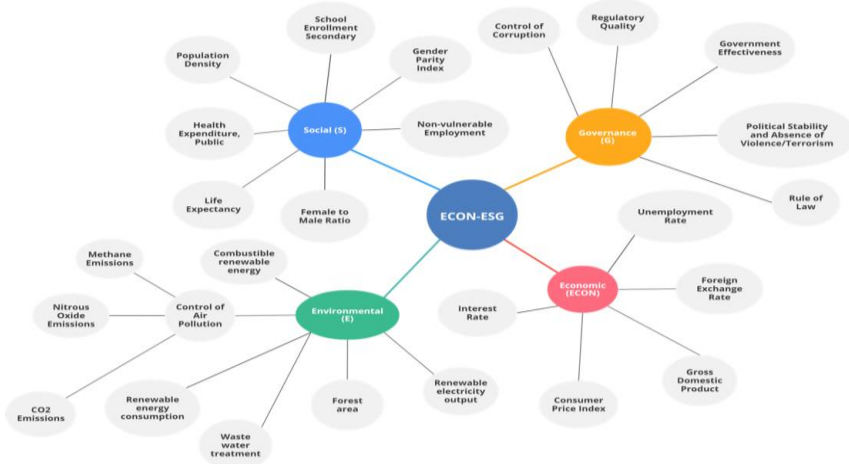 School
Enrollment
Secondary
Population
Density
Gender
Parity
Index
Health
Expenditure,
Public
Social (S)
Non-vulnerable
Employment
Life
Expectancy
Female to
Male Ratio
Control of
Corruption
Regulatory
Quality
Government
Effectiveness
Governance
(G)
Political Stability
and Absence of
Violence/Terrorism
Rule of
Law
ECON-ESG
Unemployment
Rate
Economic
(ECON)
Foreign
Exchange
Rate
Interest
Rate
Gross
Domestic
Product
Consumer
Price Index
Methane
Emissions
Combustible
renewable
energy
Nitrous
Oxide
Emissions
Control of
Air
Pollution
Environmental
(E)
CO2
Emissions
Renewable
energy
consumption
Waste
water
treatment
Forest
area
Renewable
electricity
output